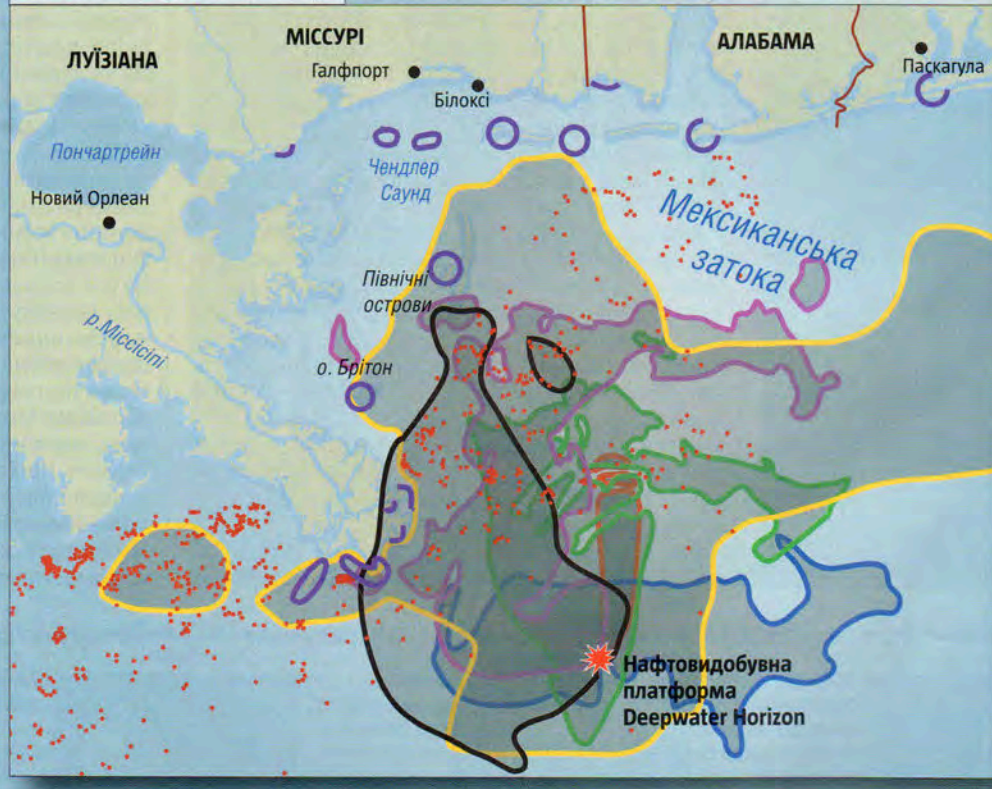 ЛУЇЗІАНА
МІССУРІ
АЛАБАМА
Галфпорт
Білоксі
Паскагула
Пончартрейн
Новий Орлеан
Чендлер
Саунд
Мексиканська
затока
Північні
острови
р.Міссісіпі
о. Брітон
Нафтовидобувна
платформа
Deepwater Horizon